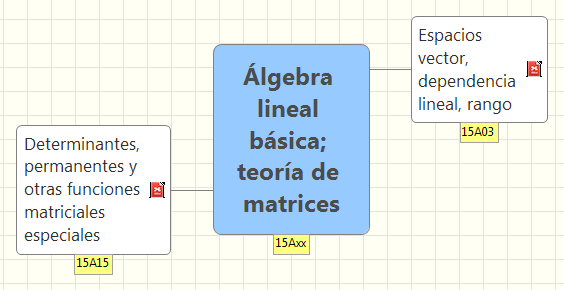 Álgebra
lineal
básica;
teoría de
matrices
15Axx
Espacios
vector,
dependencia
lineal, rango
15A03
Determinantes,
permanentes y
otras funciones
matriciales
especiales
15A15